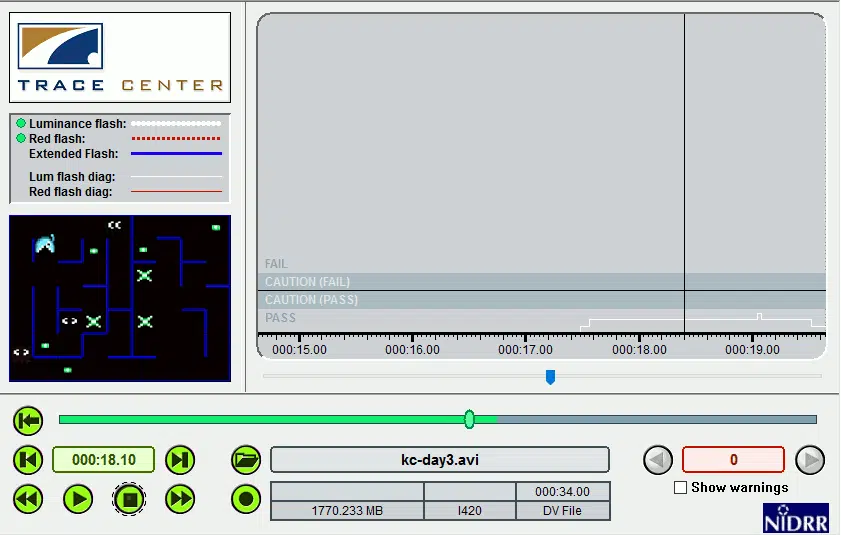 TRACE CENTER
Luminance flash:
Red flash:
Extended Flash:
Lum flash diag:
Red flash diag:
FAIL
CAUTION (FAIL)
CAUTION (PASS)
PASS
000:15.00 000:16.00 000:17.00 000:18.00 000:19.00
000:18.10
kc-day3.avi
0
Show warnings
000:34.00
1770.233 MB I420 DV File
NIDRR